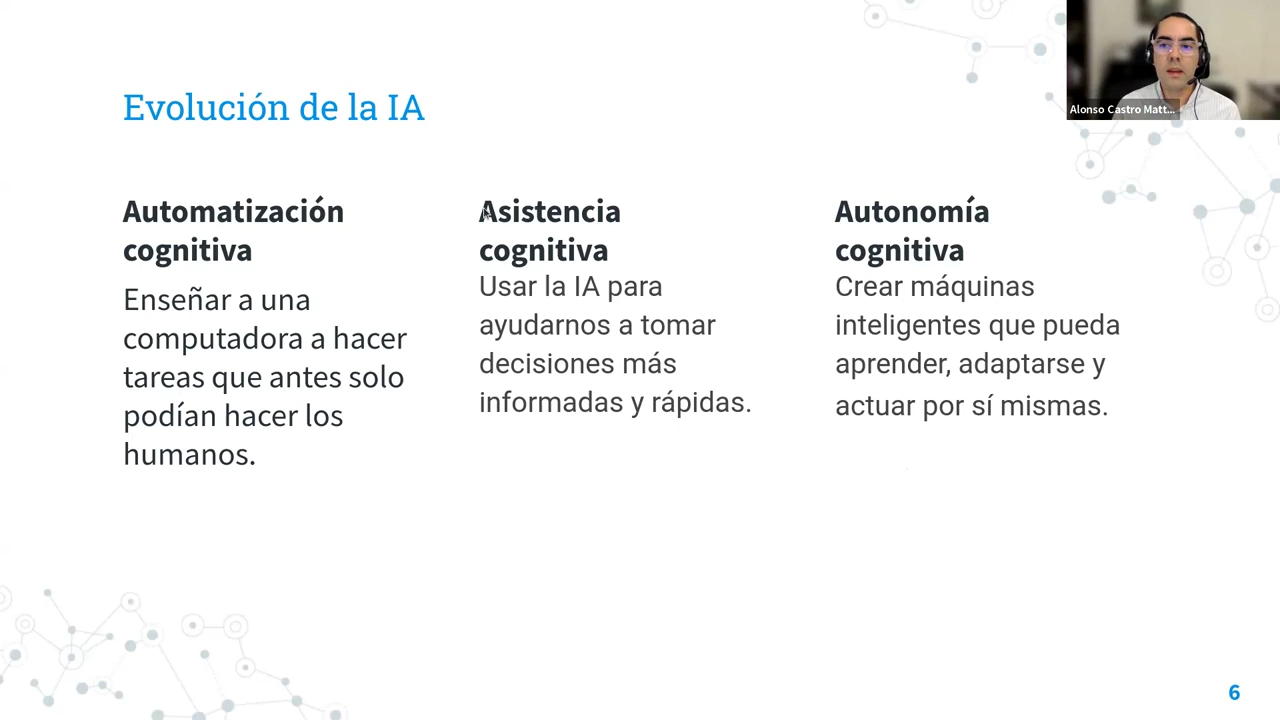 Alonso Castro Matt...
Evolución de la IA
Automatización
cognitiva
Enseñar a una
computadora a hacer
tareas que antes solo
podían hacer los
humanos.
Asistencia
cognitiva
Usar la IA para
ayudarnos a tomar
decisiones más
informadas y rápidas.
Autonomía
cognitiva
Crear máquinas
inteligentes que pueda
aprender, adaptarse y
actuar por sí mismas.
6